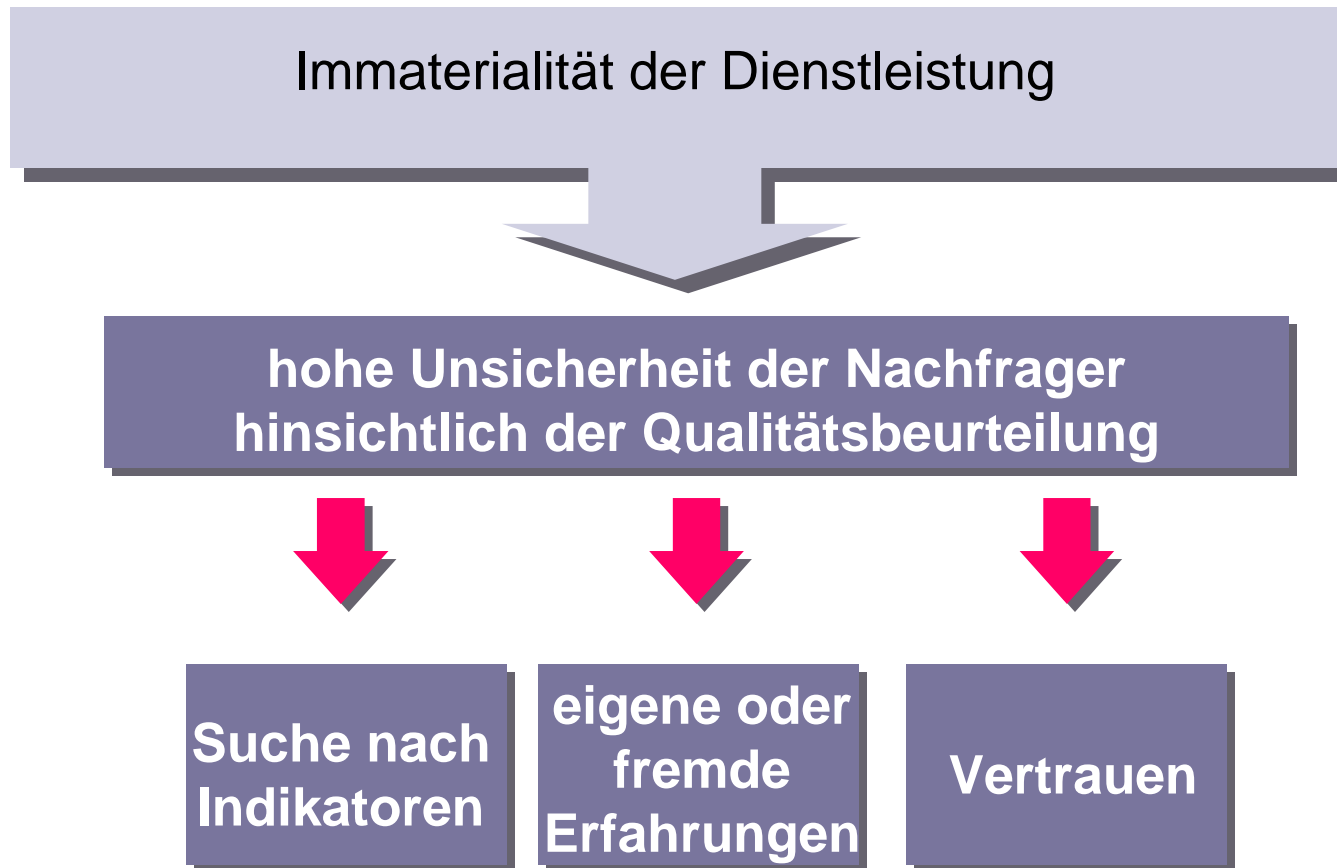 Immaterialität der Dienstleistung
hohe Unsicherheit der Nachfrager
hinsichtlich der Qualitätsbeurteilung
Suche nach
Indikatoren
eigene oder
fremde
Erfahrungen
Vertrauen